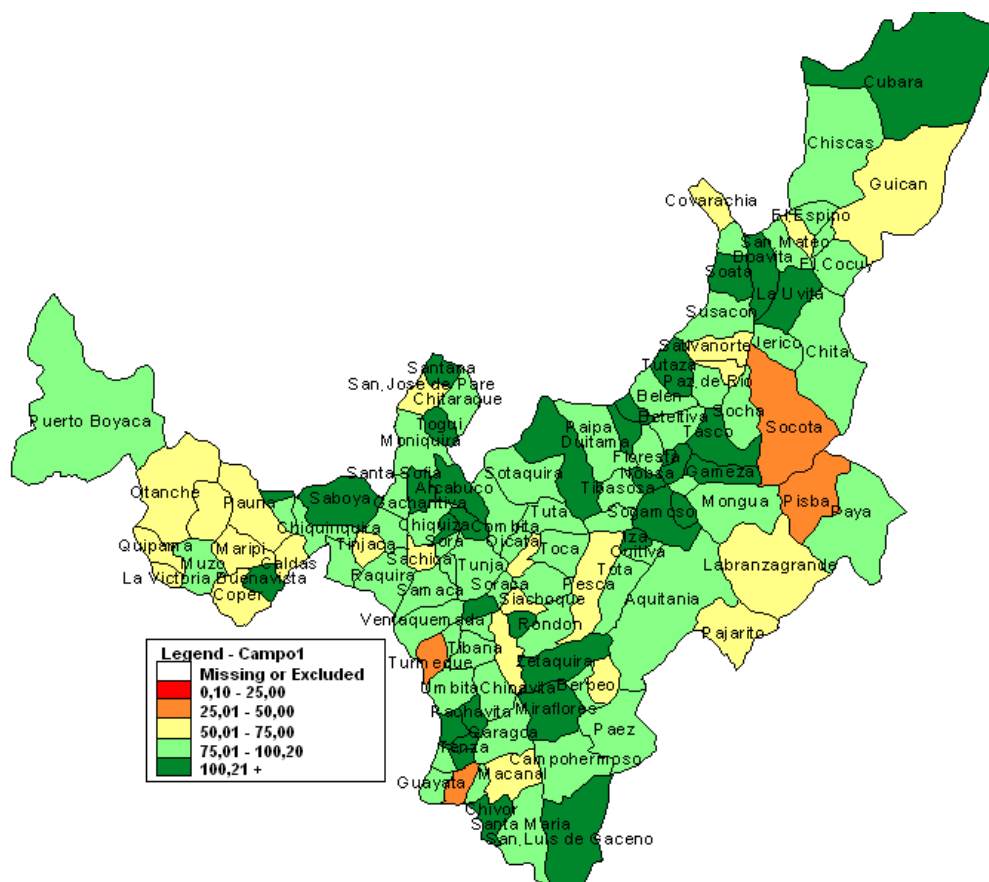 Cubara
Chiscas
Guican
Covarachia
El Espino
San Mateo
Boavita
El Cocuy
Soata
La Uvita
Susacon
Jerico
Chita
Sativanorte
Tutaza
Paz de Rio
Santana
San Jose de Pare
Chitaraque
Belen
Socha
Puerto Boyaca
Togui
Beteitiva
Socota
Moniquira
Paipa
Duitama
Tasco
Floresta
Santa Sofia
Sotaquira
Nobsa
Gameza
Otanche
Pauna
Saboya
Gachantiva
Arcabuco
Tibasosa
Mongua
Pisba
Paya
Chiquinquira
Chiquiza
Combita
Tuta
Sogamoso
Quipama
Maripi
Tinjaca
Sora
Oicata
Toca
Iza
Cuitiva
Muzo
Caldas
Sachica
Tunja
Tota
Labranzagrande
La Victoria
Buenavista
Raquira
Soraca
Pesca
Coper
Samaca
Siachoque
Aquitania
Ventaquemada
Rondon
Pajarito
Tibana
Turmeque
Zetaquira
Umbita
Chinavita
Berbeo
Pachavita
Miraflores
Garagoa
Paez
Tenza
Campohermoso
Guayata
Macanal
Chivor
Santa Maria
San Luis de Gaceno
Legend - Campo1
Missing or Excluded
0,10 - 25,00
25,01 - 50,00
50,01 - 75,00
75,01 - 100,20
100,21 +